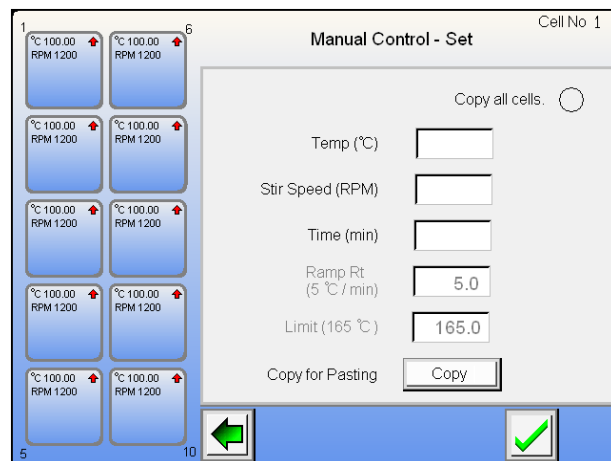 1
6
°C 100.00
RPM 1200
°C 100.00
RPM 1200
°C 100.00
RPM 1200
°C 100.00
RPM 1200
°C 100.00
RPM 1200
°C 100.00
RPM 1200
°C 100.00
RPM 1200
°C 100.00
RPM 1200
°C 100.00
RPM 1200
°C 100.00
RPM 1200
5
10
Cell No 1
Manual Control - Set
Copy all cells.
Temp (°C)
Stir Speed (RPM)
Time (min)
Ramp Rt
(5 °C / min)
5.0
Limit (165 °C)
165.0
Copy for Pasting
Copy